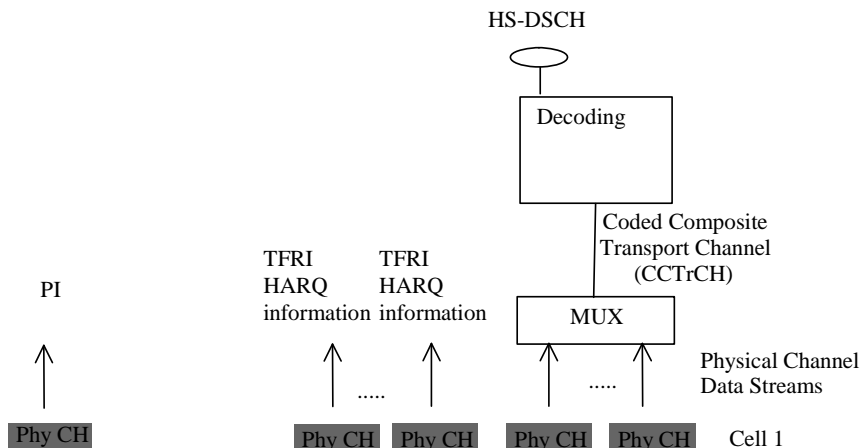 HS-DSCH
Decoding
Coded Composite
Transport Channel
(CCTrCH)
TFRI
HARQ
information
TFRI
HARQ
information
PI
MUX
Physical Channel
Data Streams
.....
.....
Phy CH
Phy CH
Phy CH
Phy CH
Phy CH
Cell 1